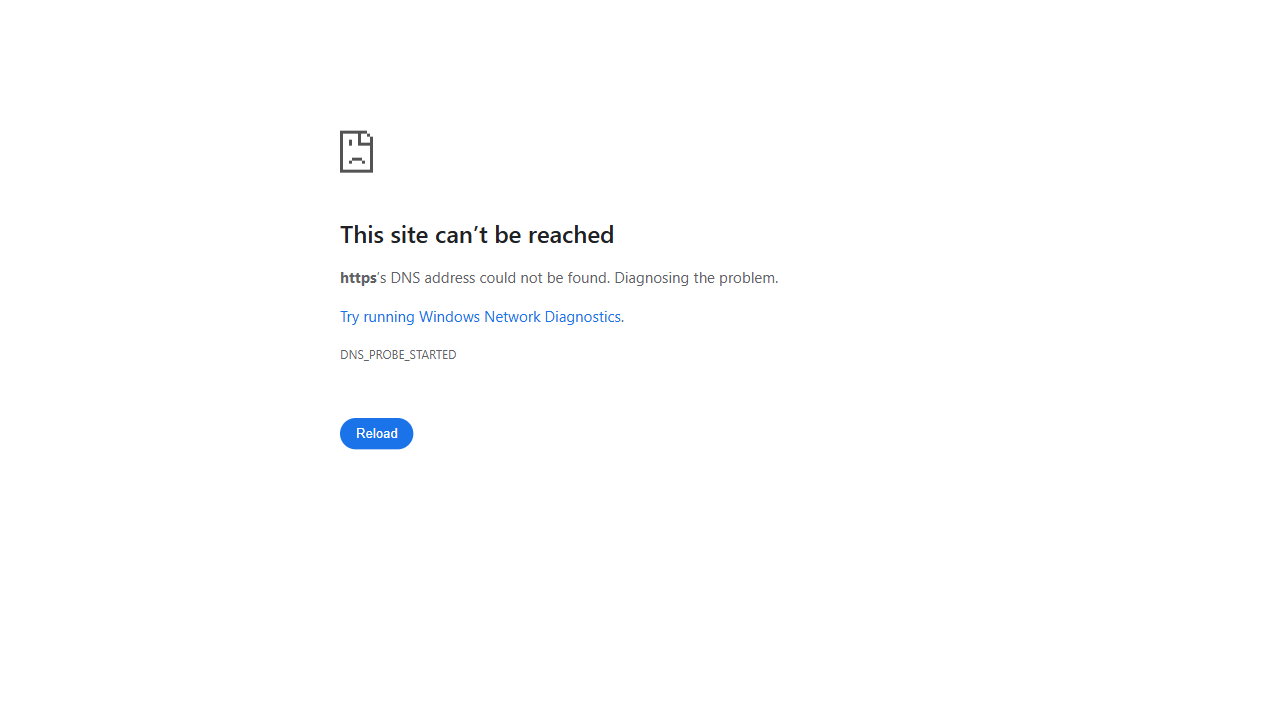 This site can’t be reached
https’s DNS address could not be found. Diagnosing the problem.
Try running Windows Network Diagnostics.
DNS_PROBE_STARTED
Reload